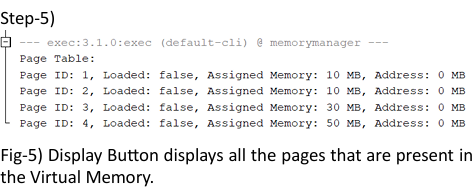 Step-5)
--- exec:3.1.0:exec (default-cli) @ memorymanager ---
Page Table:
Page ID: 1, Loaded: false, Assigned Memory: 10 MB, Address: 0 MB
Page ID: 2, Loaded: false, Assigned Memory: 10 MB, Address: 0 MB
Page ID: 3, Loaded: false, Assigned Memory: 30 MB, Address: 0 MB
Page ID: 4, Loaded: false, Assigned Memory: 50 MB, Address: 0 MB
Fig-5) Display Button displays all the pages that are present in
the Virtual Memory.